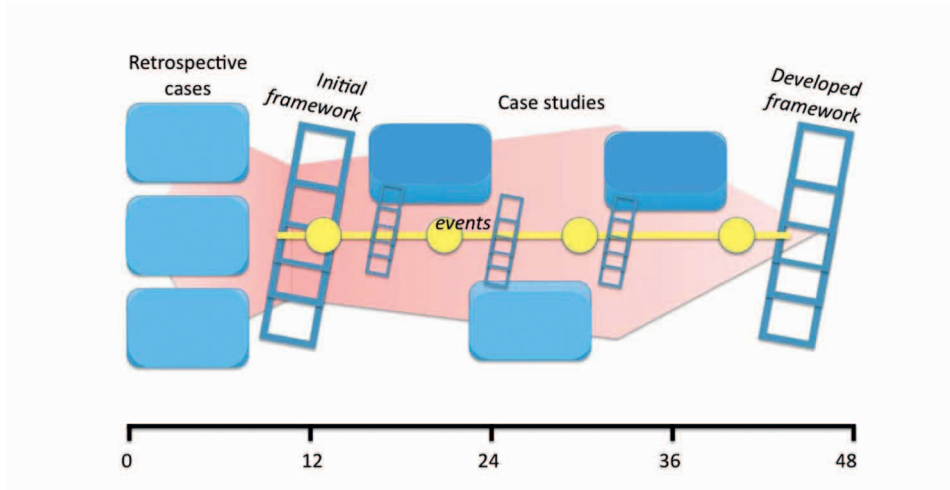 Retrospective
cases
Initial
framework
Case studies
Developed
framework
events
0
12
24
36
48